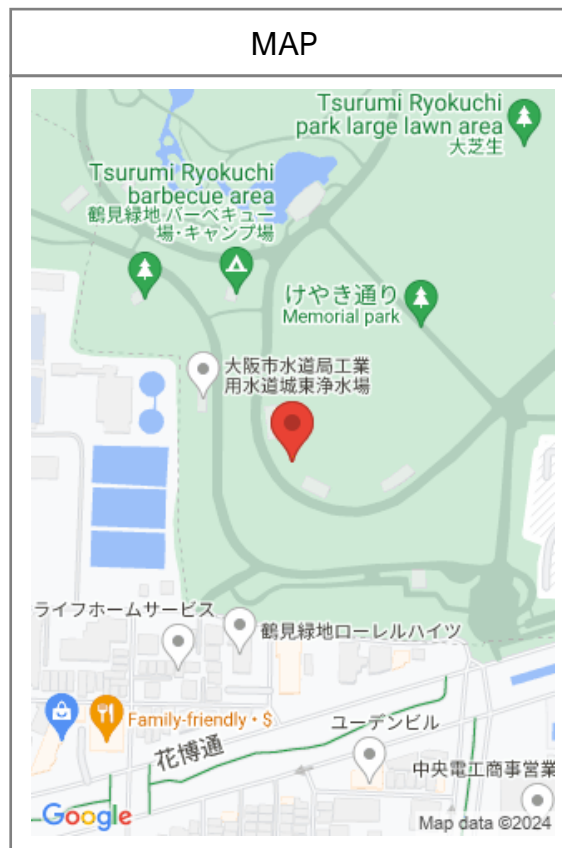 MAP
Tsurumi Ryokuchi
park large lawn area
大芝生
Tsurumi Ryokuchi
barbecue area
鶴見緑地 バーベキュー
場・キャンプ場
けやき通り
Memorial park
大阪市水道局工業
用水道城東浄水場
ライフホームサービス
鶴見緑地ローレルハイツ
Family-friendly・$
花博通
ユーデンビル
中央電工商事営業
Google
Map data ©2024